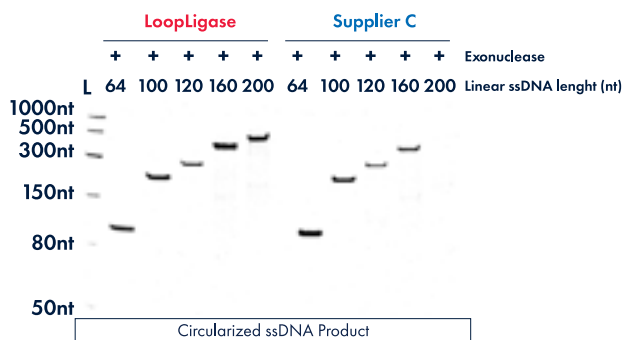 LoopLigase Supplier C
+ + + + + + + + + + Exonuclease
L 64 100 120 160 200 64 100 120 160 200 Linear ssDNA lenght (nt)
1000nt
500nt
300nt
150nt
80nt
50nt
Circularized ssDNA Product